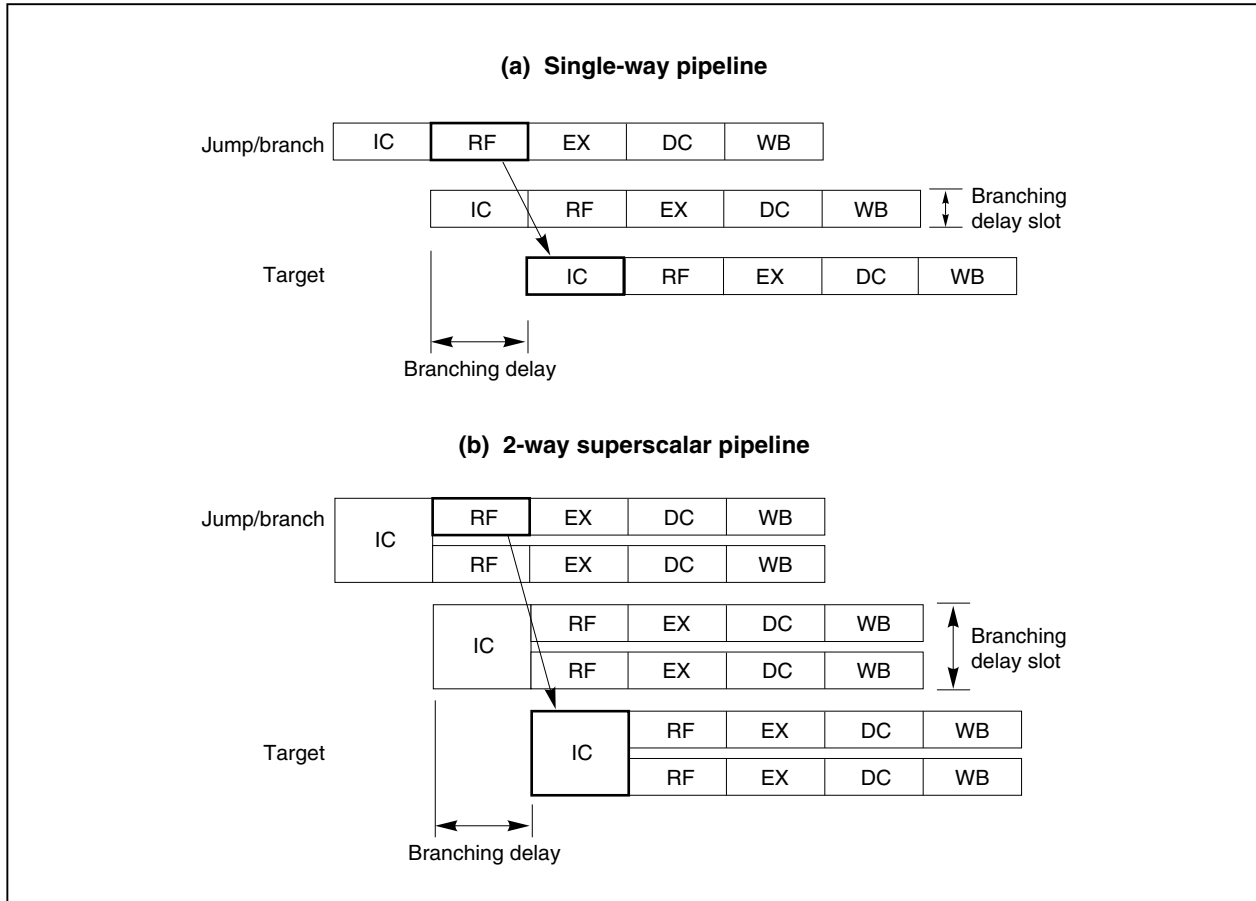 (a) Single-way pipeline
Jump/branch IC RF EX DC WB
IC RF EX DC WB
Branching
delay slot
Target IC RF EX DC WB
Branching delay
(b) 2-way superscalar pipeline
Jump/branch IC RF EX DC WB
RF EX DC WB
IC RF EX DC WB
RF EX DC WB
Branching
delay slot
Target IC RF EX DC WB
RF EX DC WB
Branching delay